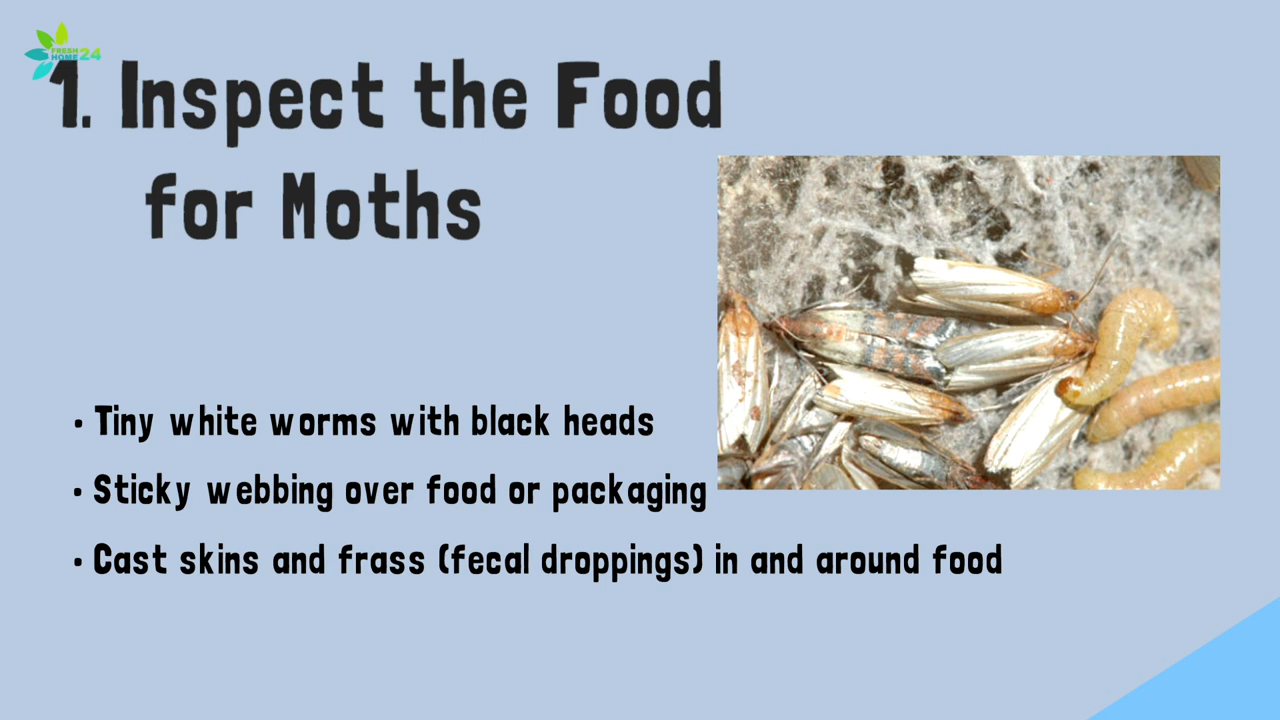 FRESH
HOME 24
1. Inspect the Food
for Moths
• Tiny white worms with black heads
• Sticky webbing over food or packaging
• Cast skins and frass (fecal droppings) in and around food